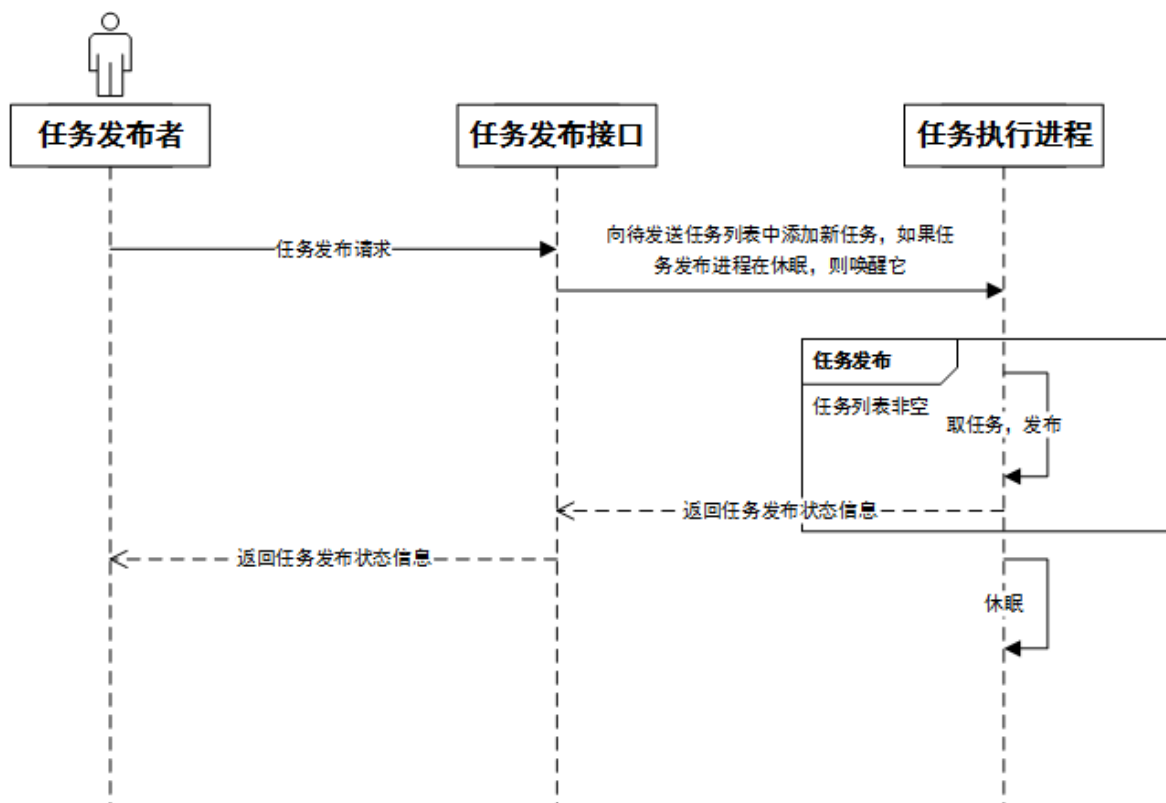 任务发布者
任务发布接口
任务执行进程
任务发布请求
向待发送任务列表中添加新任务，如果任
务发布进程在休眠，则唤醒它
任务发布
任务列表非空
取任务，发布
返回任务发布状态信息
返回任务发布状态信息
休眠